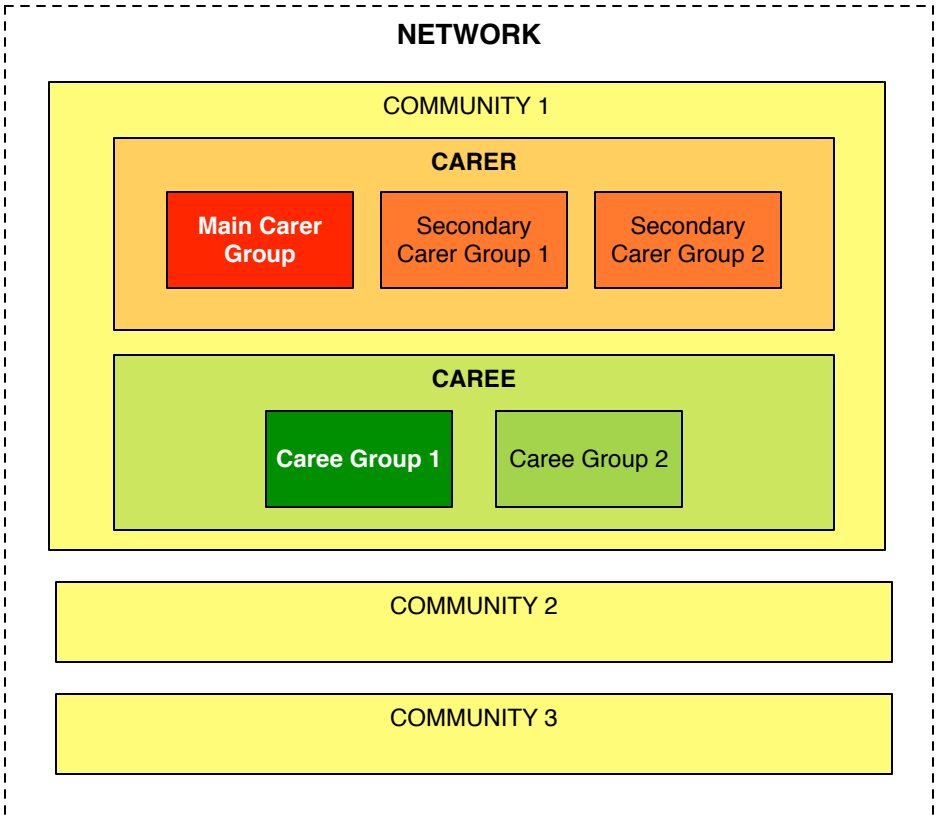 NETWORK
COMMUNITY 1
CARER
Main Carer
Group
Secondary
Carer Group 1
Secondary
Carer Group 2
CAREE
Caree Group 1
Caree Group 2
COMMUNITY 2
COMMUNITY 3